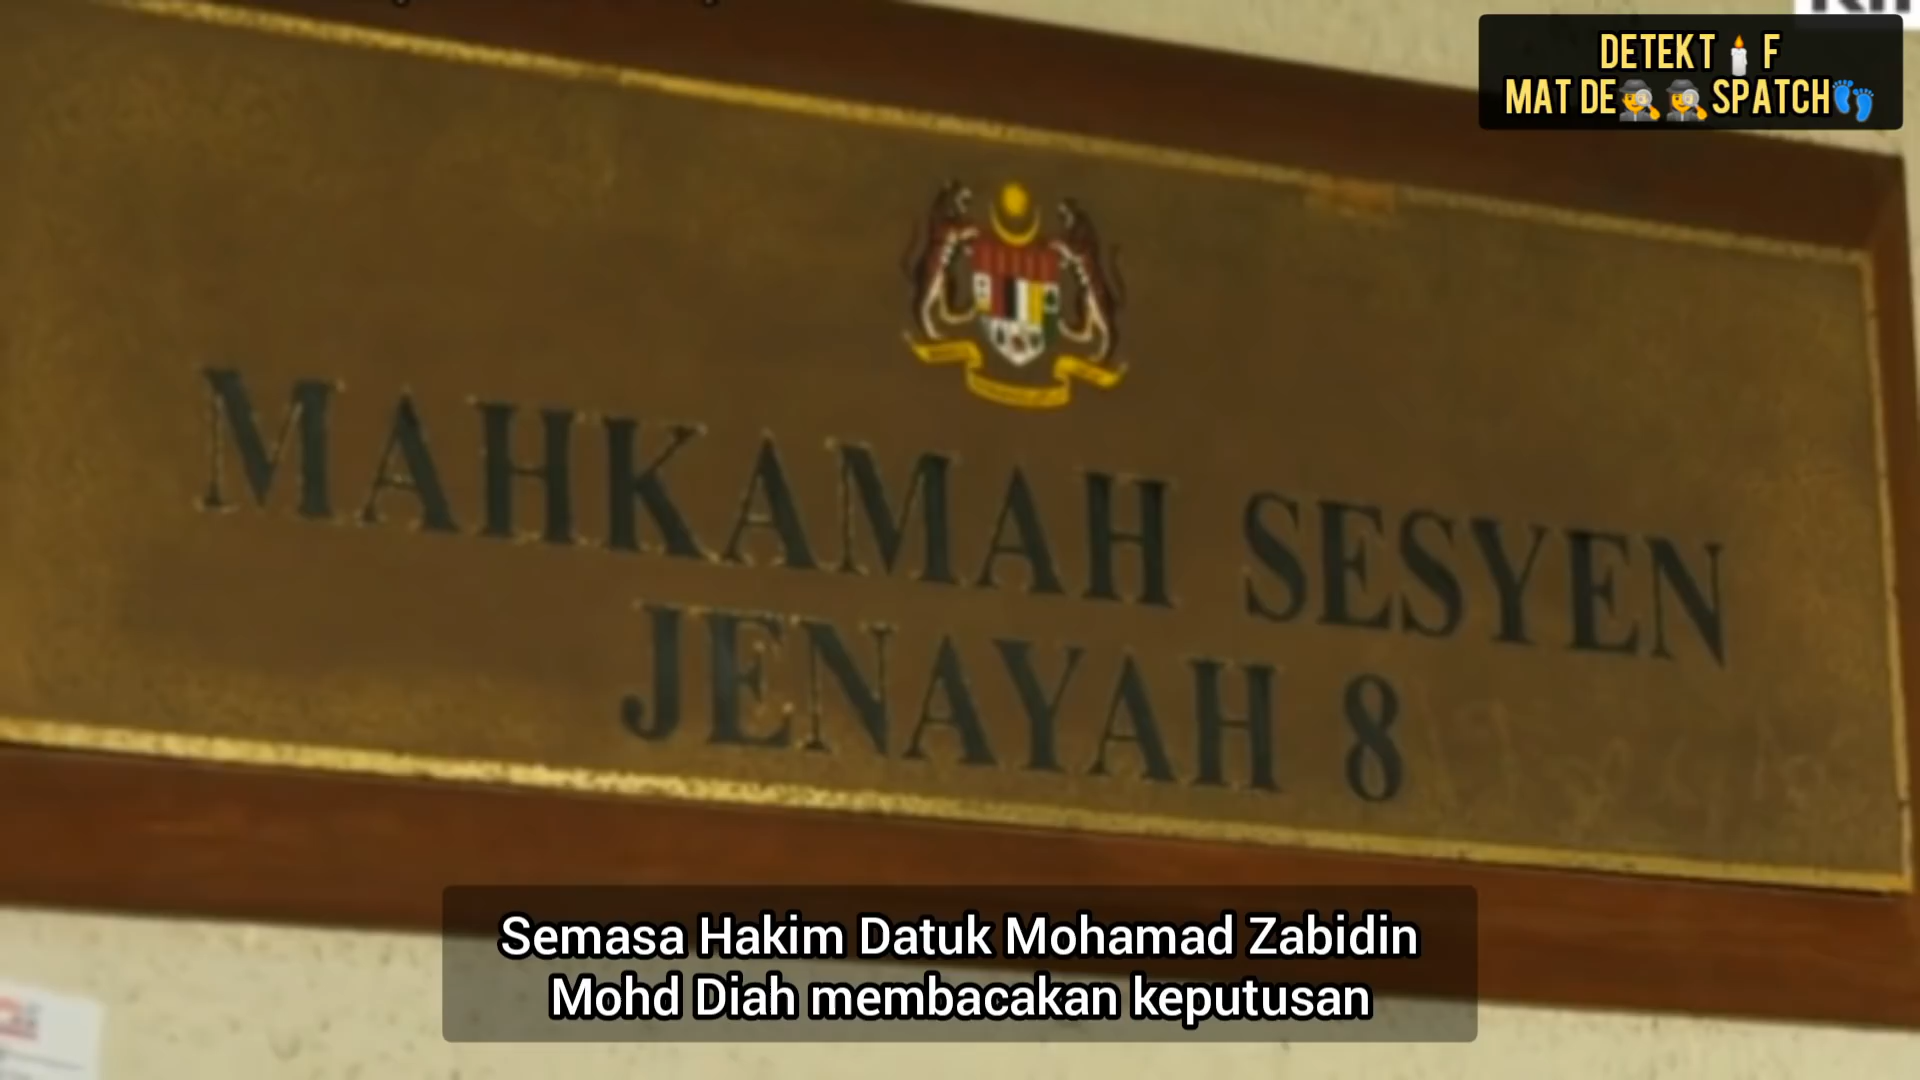 DETEKT🕯️F
MAT DE🕵️🕵️SPATCH👣
MAHKAMAH SESYEN
JENAYAH 8
Semasa Hakim Datuk Mohamad Zabidin
Mohd Diah membacakan keputusan